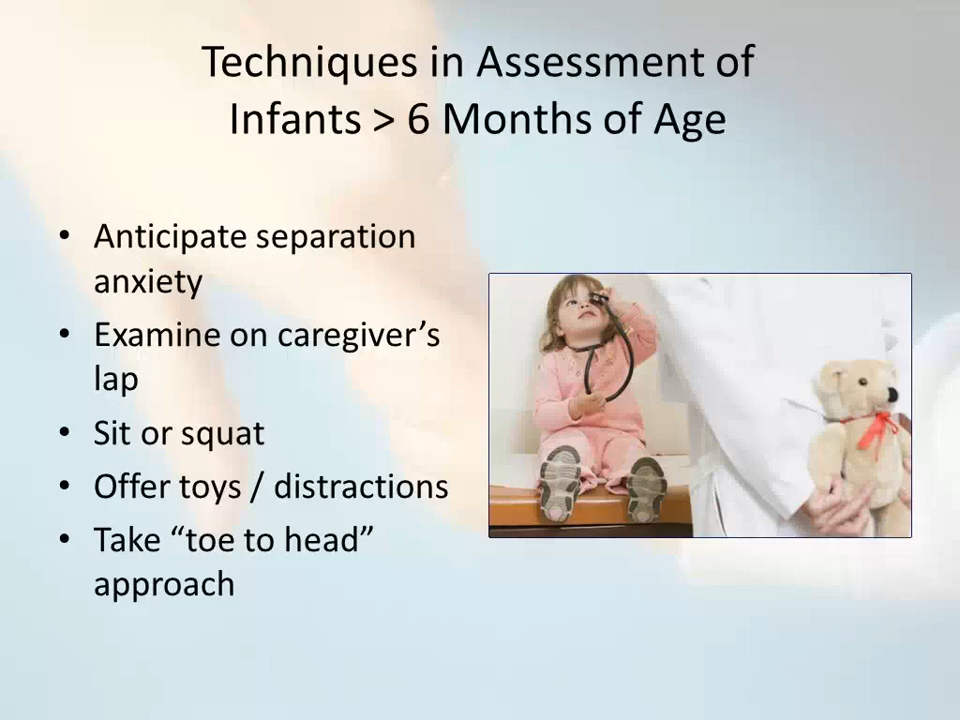 Techniques in Assessment of
Infants > 6 Months of Age
• Anticipate separation
anxiety
• Examine on caregiver’s
lap
• Sit or squat
• Offer toys / distractions
• Take “toe to head”
approach